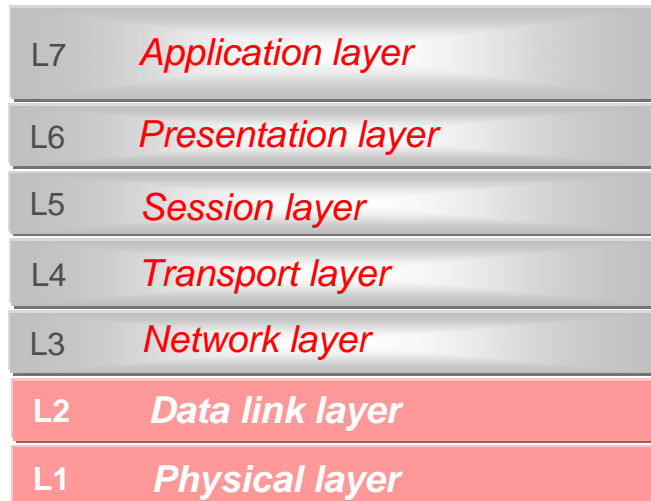 L7 Application layer
L6 Presentation layer
L5 Session layer
L4 Transport layer
L3 Network layer
L2 Data link layer
L1 Physical layer